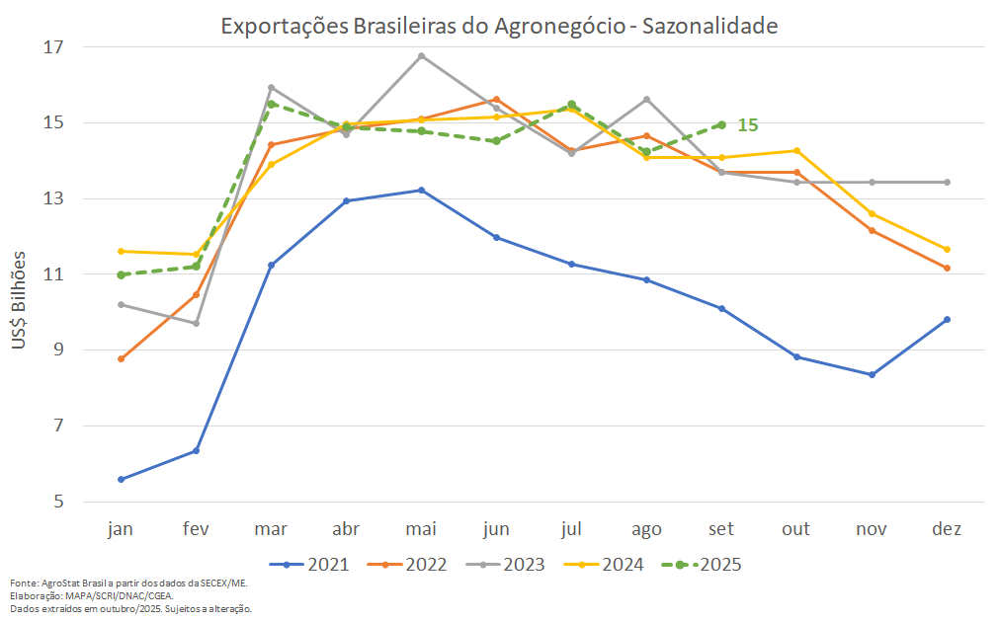 Exportações Brasileiras do Agronegócio - Sazonalidade
17
15
13
11
9
7
5
US$ Bilhões
15
jan fev mar abr mai jun jul ago set out nov dez
2021 2022 2023 2024 2025
Fonte: AgroStat Brasil a partir dos dados da SECEX/ME.
Elaboração: MAPA/SCRI/DNAC/CGEA.
Dados extraídos em outubro/2025. Sujeitos a alteração.